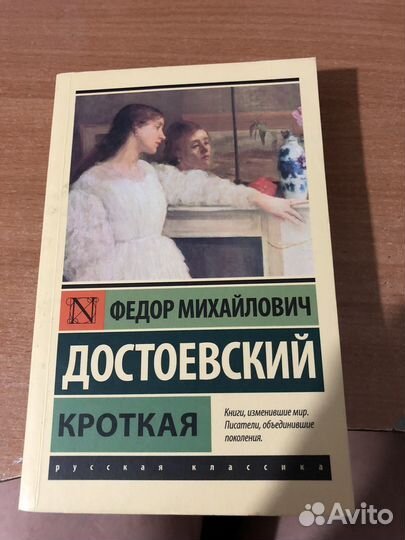 N
ФЕДОР МИХАЙЛОВИЧ
ДОСТОЕВСКИЙ
КРОТКАЯ
Книги, изменившие мир.
Писатели, объединившие
поколения.
русская классика
Avito